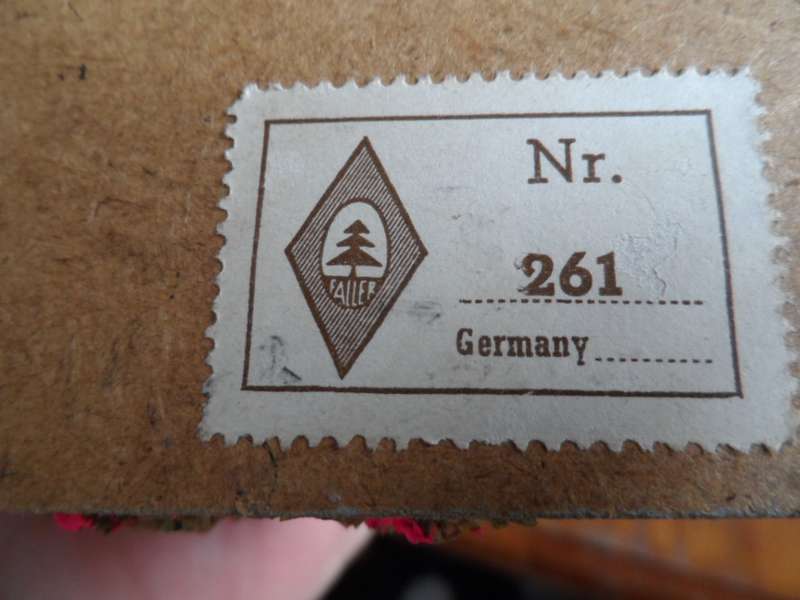 Nr.
FALLER
261
Germany